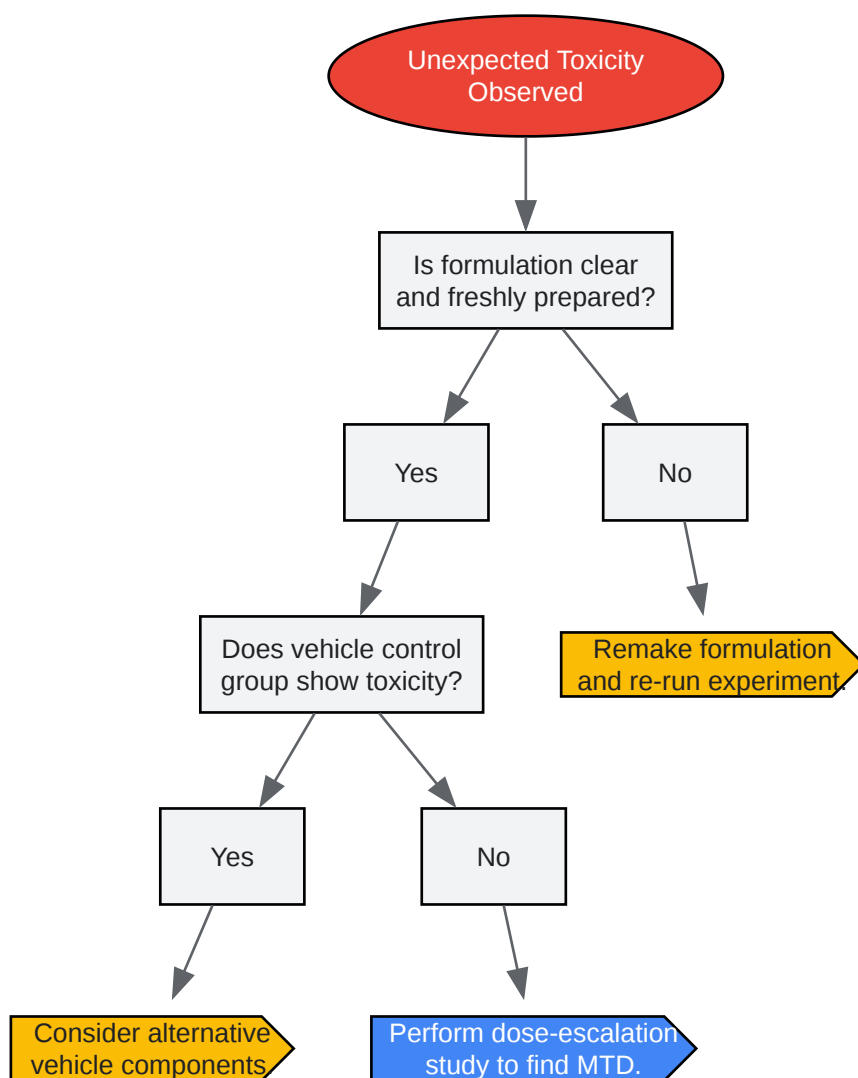 Unexpected Toxicity
Observed
Is formulation clear
and freshly prepared?
Yes
No
Does vehicle control
group show toxicity?
Remake formulation
and re-run experiment.
Yes
No
Consider alternative
vehicle components.
Perform dose-escalation
study to find MTD.